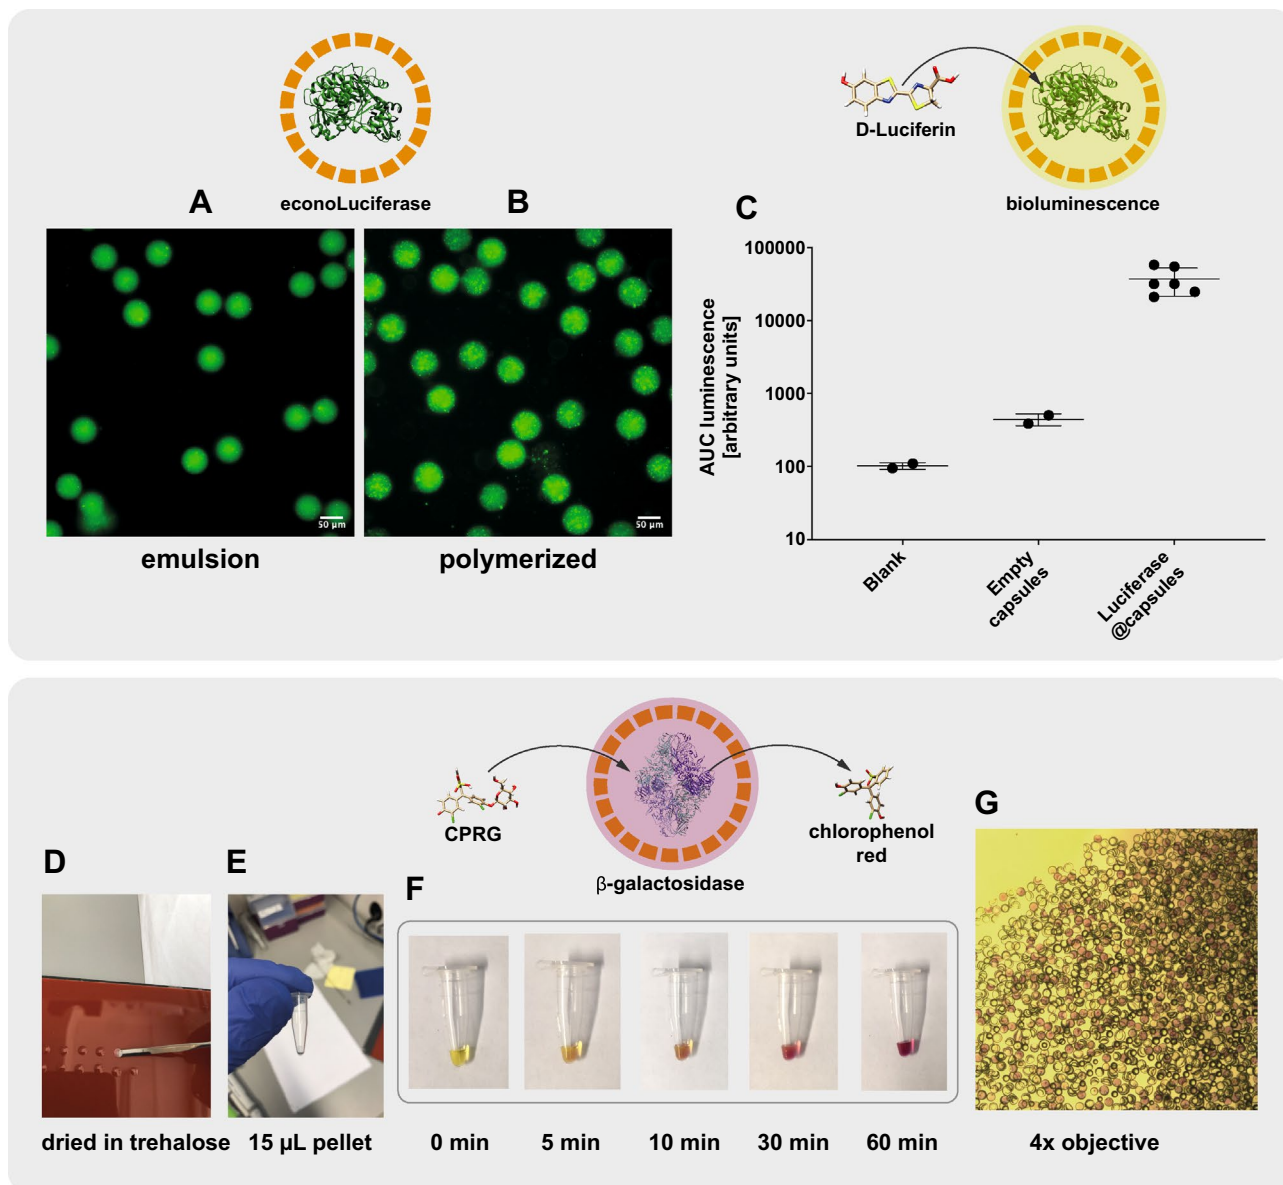 econoLuciferase
D-Luciferin
bioluminescence
A
B
50 µm
50 µm
emulsion
polymerized
C
AUC luminescence
[arbitrary units]
100000
10000
1000
100
10
Blank
Empty
capsules
Luciferase
@capsules
CPRG
β-galactosidase
chlorophenol
red
D
E
F
G
dried in trehalose
15 µL pellet
0 min
5 min
10 min
30 min
60 min
4x objective